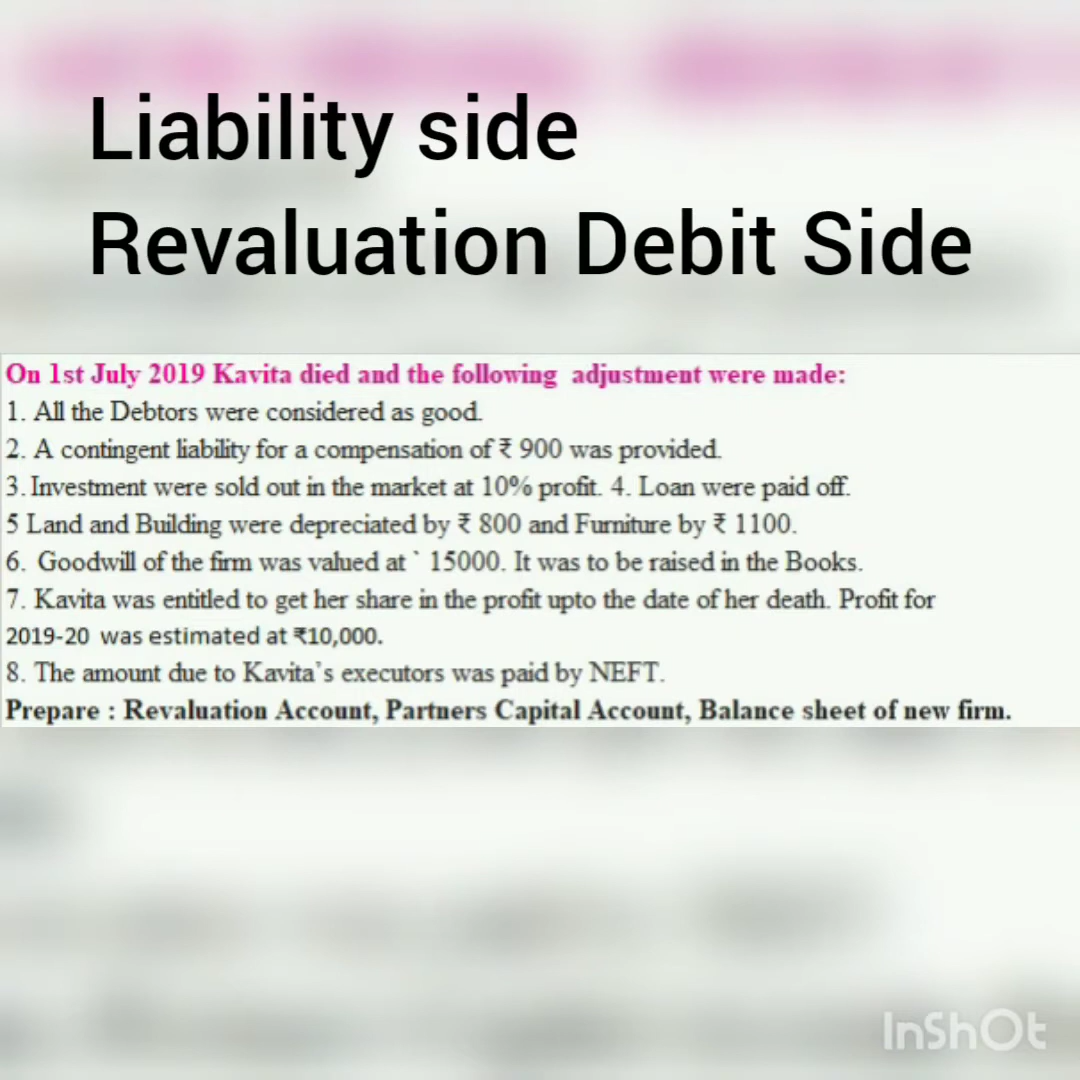 Liability side
Revaluation Debit Side
On 1st July 2019 Kavita died and the following adjustment were made:
1. All the Debtors were considered as good.
2. A contingent liability for a compensation of ₹ 900 was provided.
3. Investment were sold out in the market at 10% profit. 4. Loan were paid off.
5 Land and Building were depreciated by ₹ 800 and Furniture by ₹ 1100.
6. Goodwill of the firm was valued at ` 15000. It was to be raised in the Books.
7. Kavita was entitled to get her share in the profit upto the date of her death. Profit for
2019-20 was estimated at ₹10,000.
8. The amount due to Kavita's executors was paid by NEFT.
Prepare : Revaluation Account, Partners Capital Account, Balance sheet of new firm.
InShOt